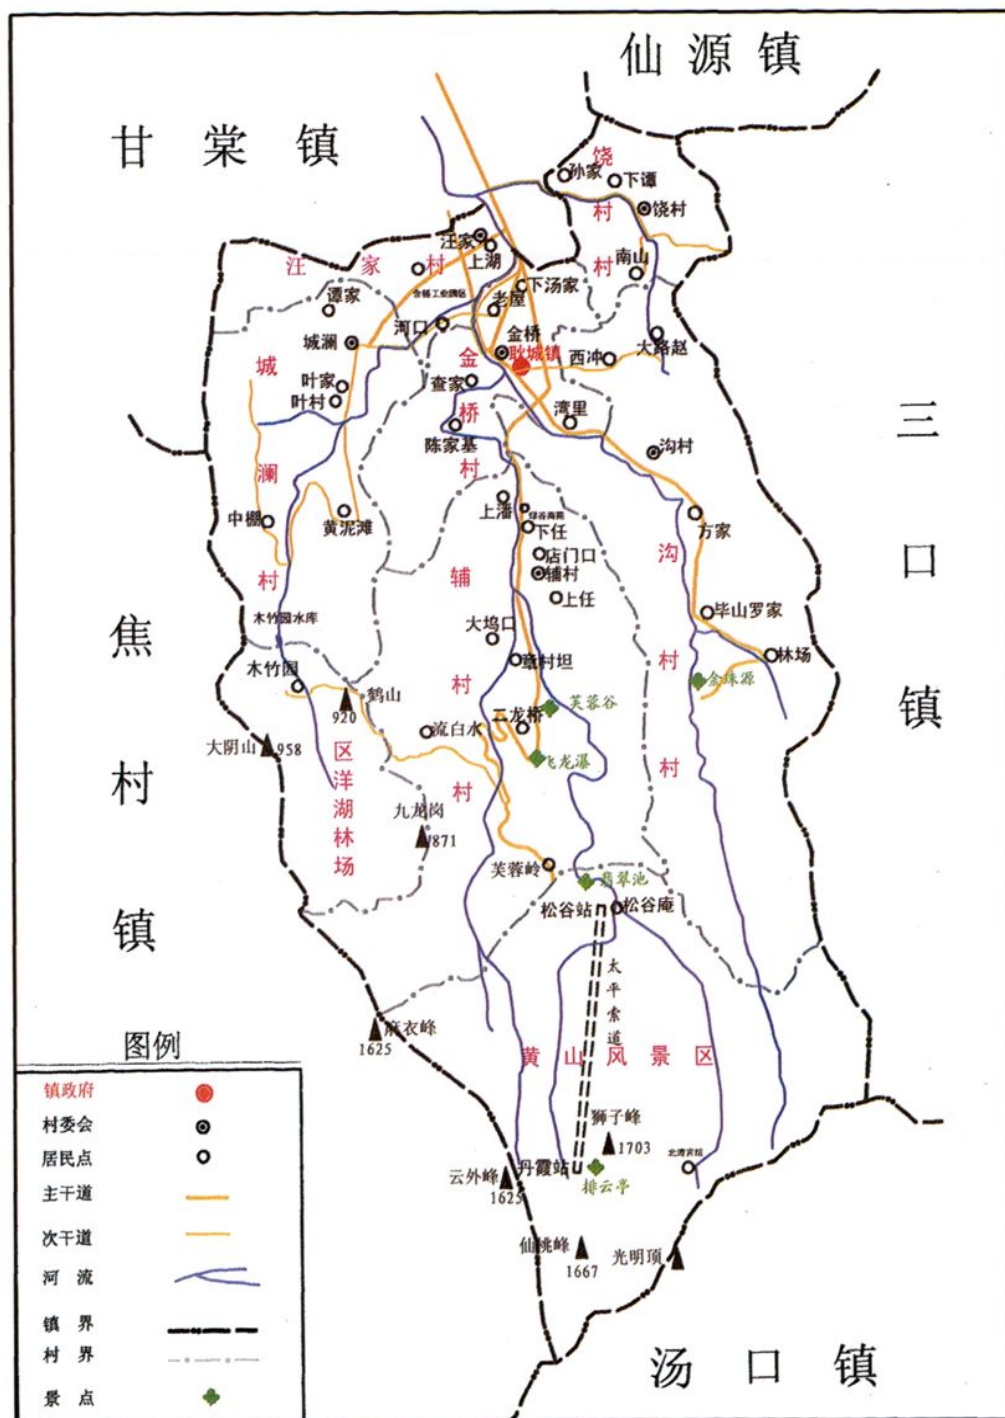 仙源镇
甘棠镇
饶村村
孙家
下谭
饶村
汪家
上湖
汪家村
南山
下汤家
谭家
老屋
河口
金桥
城澜
耿城镇
西冲
大路赵
城澜村
金桥村
叶家
查家
叶村
湾里
三口镇
陈家基
沟村
上潘
中棚
黄泥滩
下任
方家
店门口
辅村
沟村村
辅村村
上任
焦村镇
木竹园水库
大坞口
毕山罗家
章村坦
林场
木竹园
鹤山
920
金珠源
芙蓉谷
二龙桥
流白水
大阴山
958
飞龙瀑
区洋湖林场
九龙岗
871
芙蓉岭
翡翠池
松谷站
松谷庵
太平索道
麻衣峰
1625
黄山风景区
狮子峰
1703
云外峰
1625
丹霞站
排云亭
仙桃峰
1667
光明顶
汤口镇
图例
镇政府
村委会
居民点
主干道
次干道
河流
镇界
村界
景点